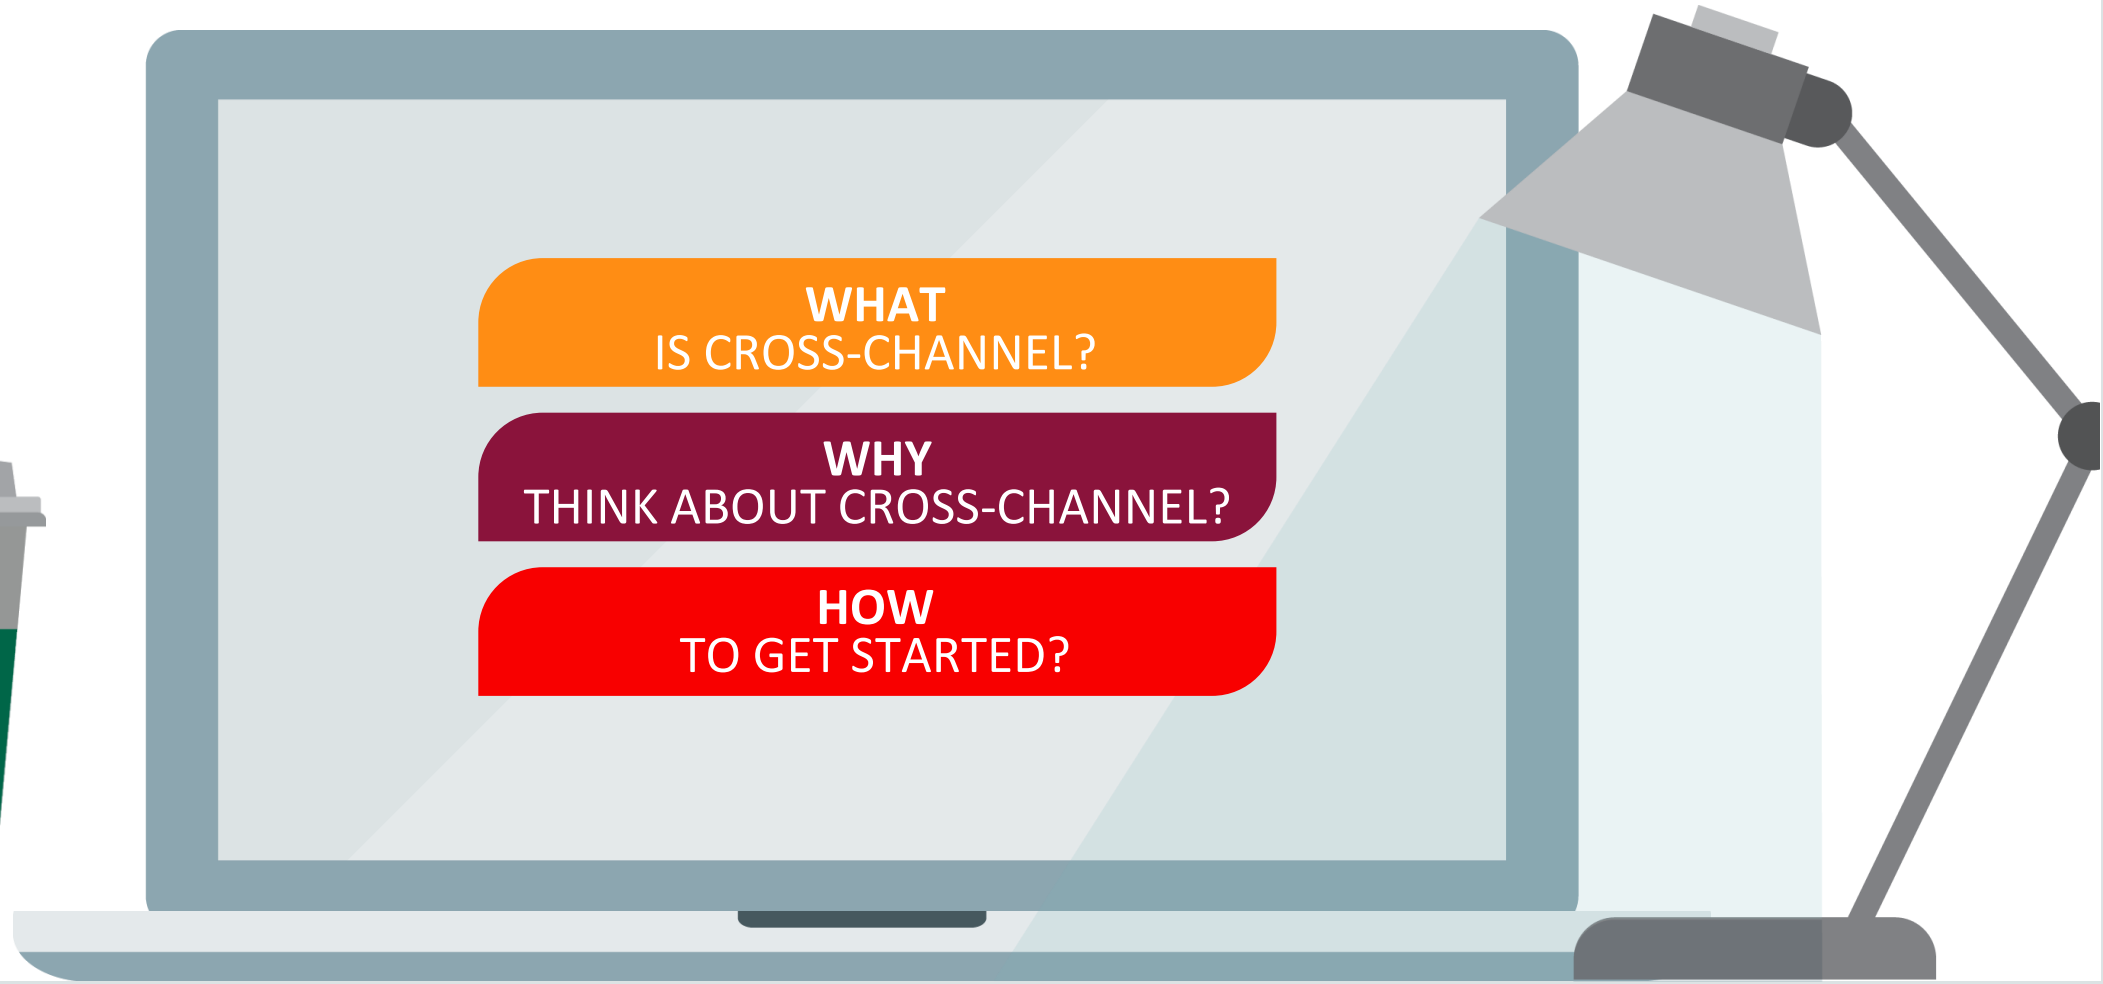 WHAT
IS CROSS-CHANNEL?
WHY
THINK ABOUT CROSS-CHANNEL?
HOW
TO GET STARTED?